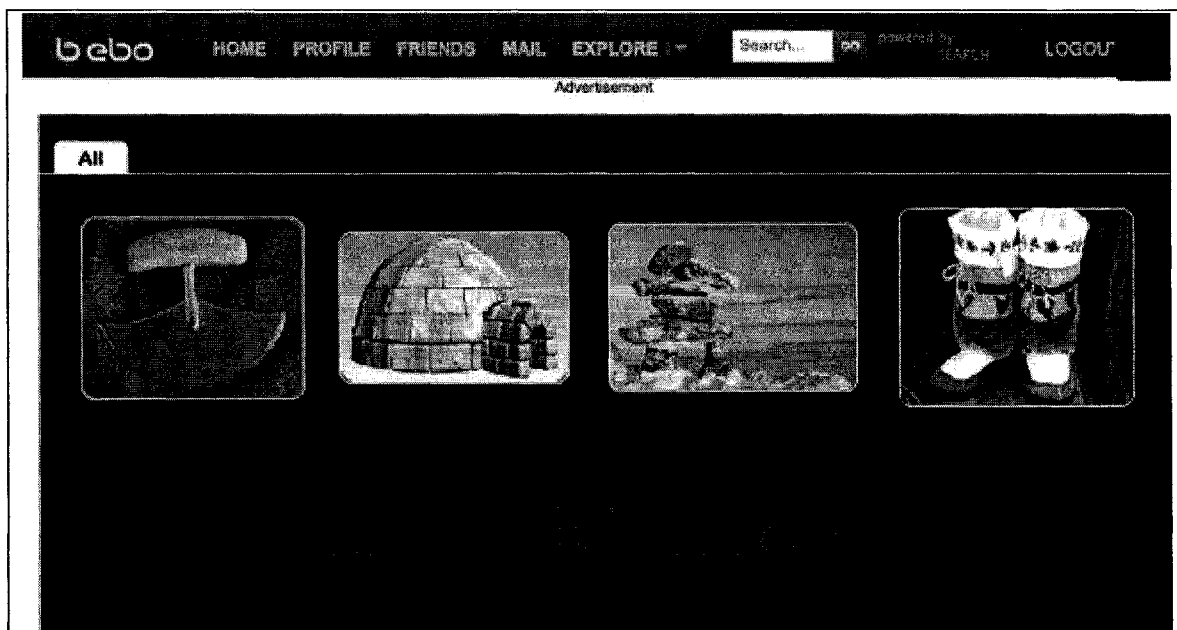 bebo HOME PROFILE FRIENDS MAIL EXPLORE Search... GO powered by SEARCH LOGOUT
Advertisement
All